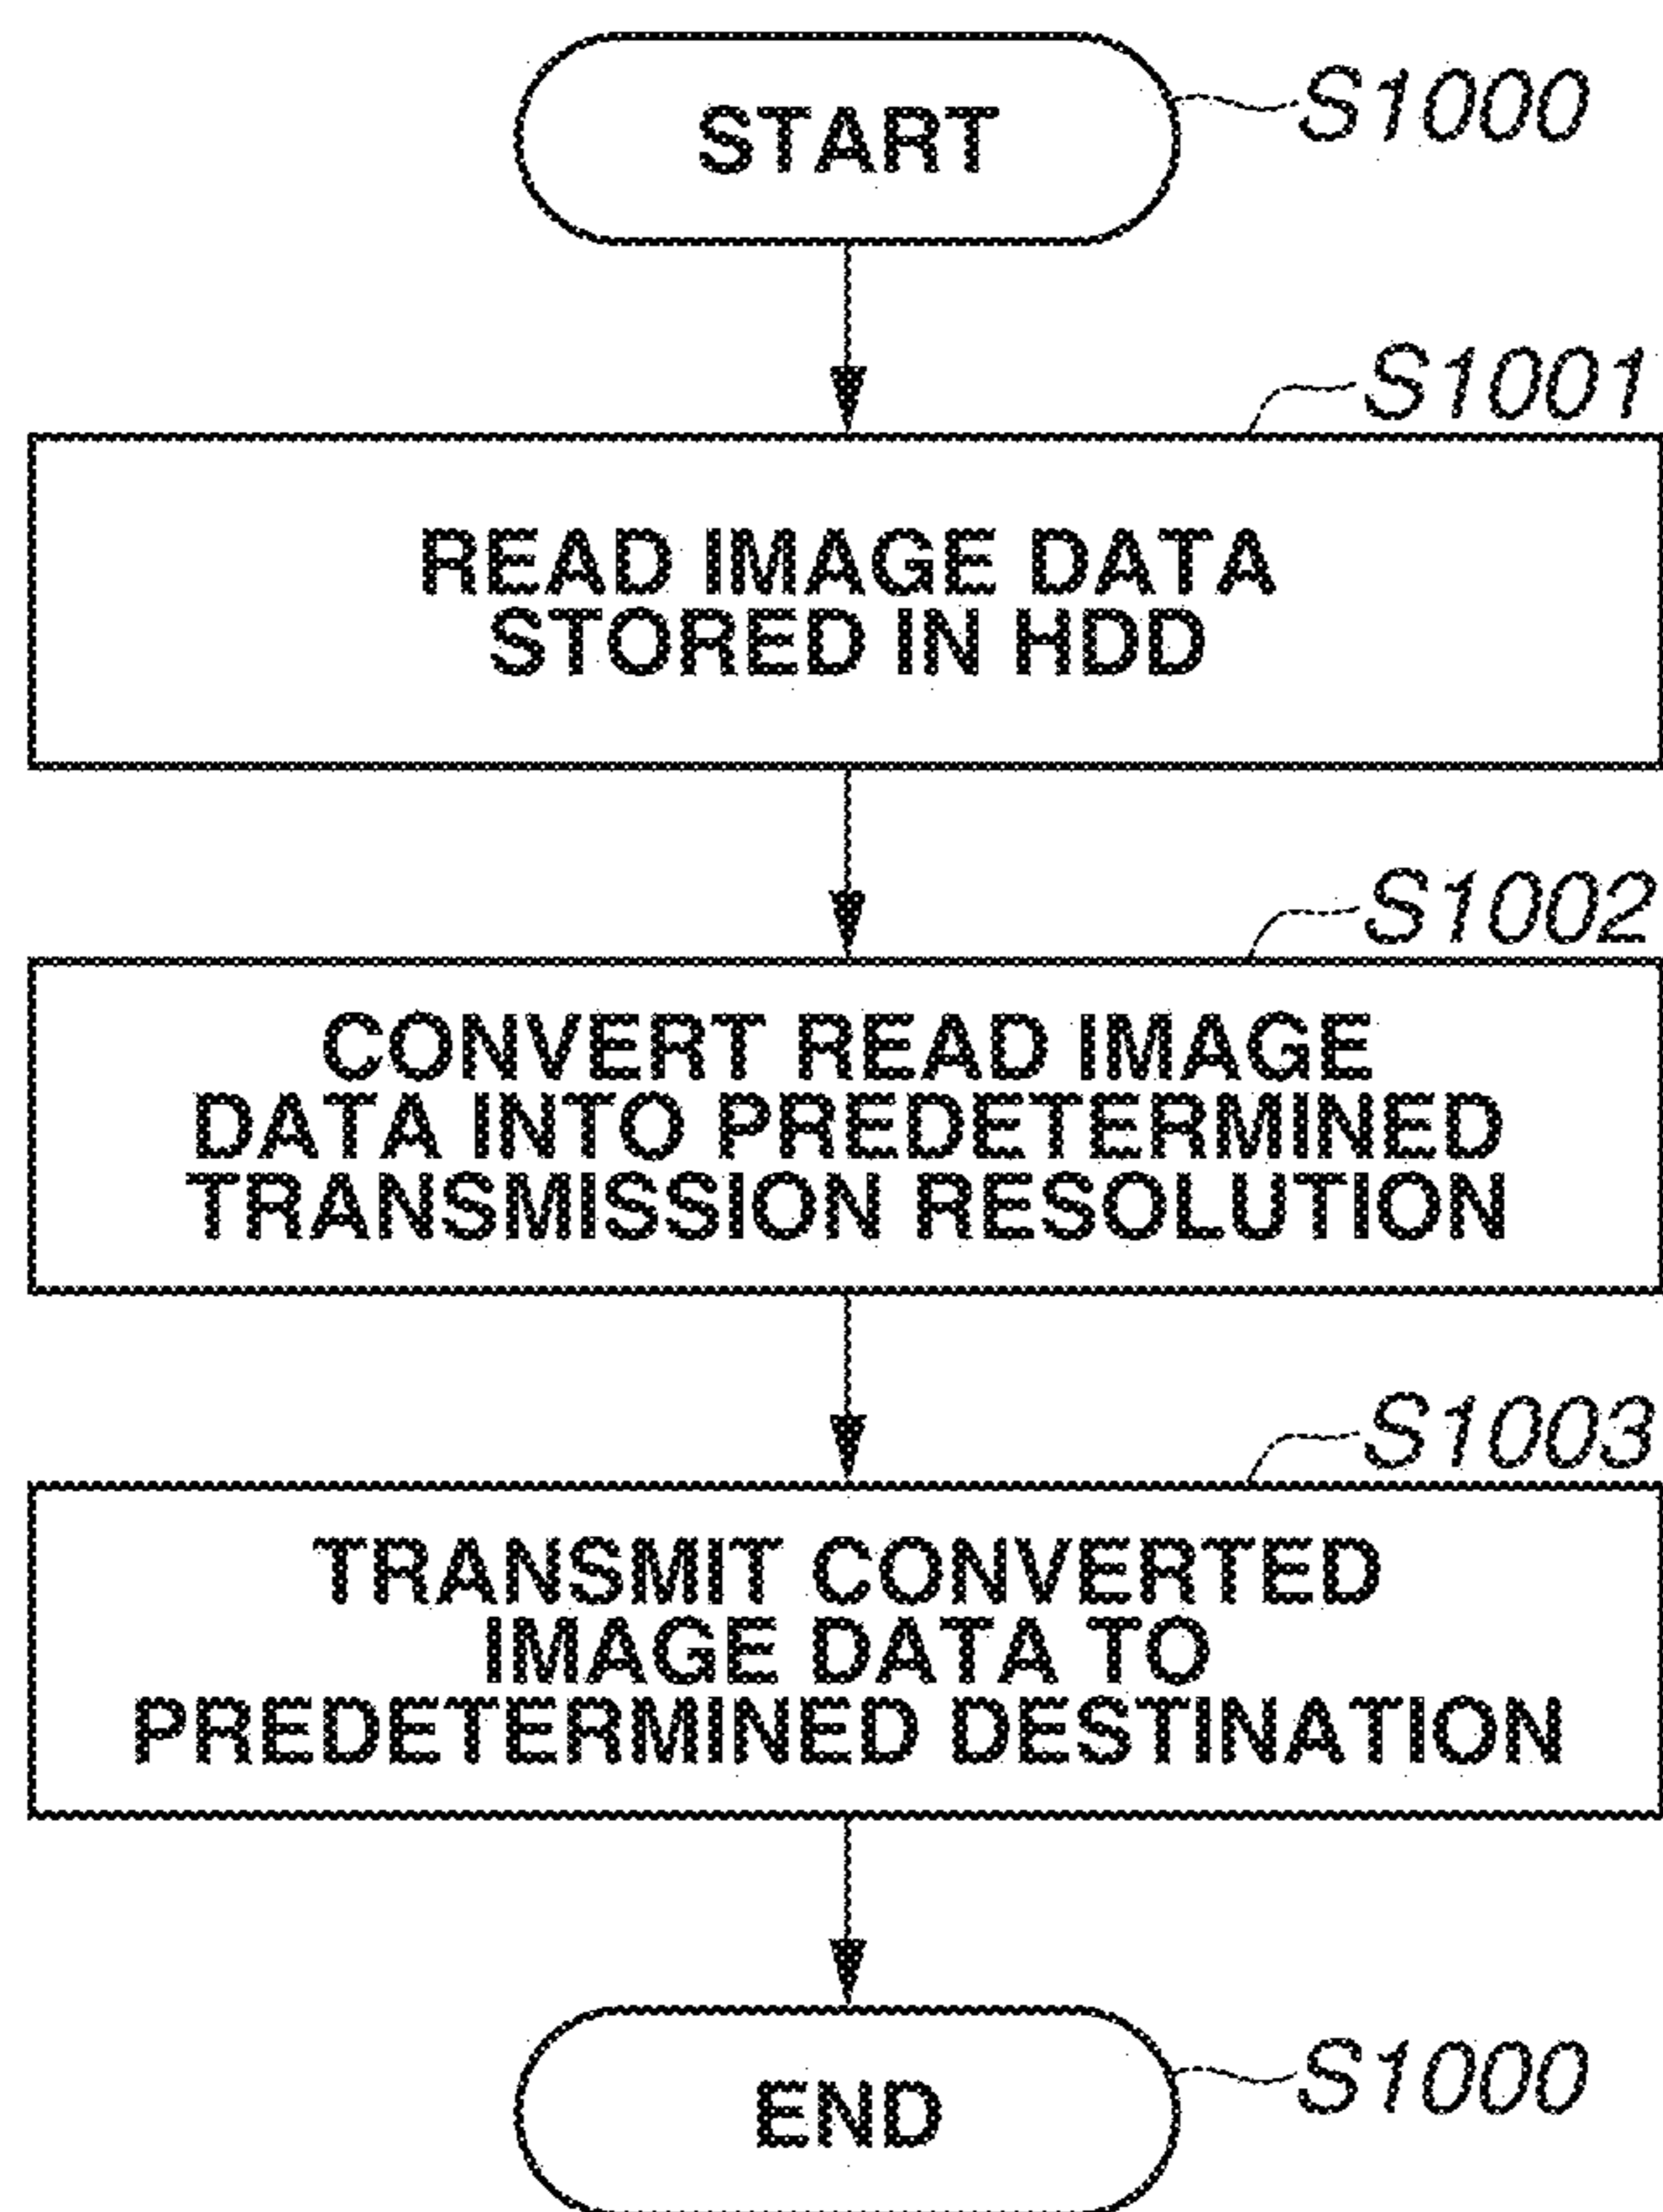 START
S1000
S1001
READ IMAGE DATA
STORED IN HDD
S1002
CONVERT READ IMAGE
DATA INTO PREDETERMINED
TRANSMISSION RESOLUTION
S1003
TRANSMIT CONVERTED
IMAGE DATA TO
PREDETERMINED DESTINATION
END
S1000